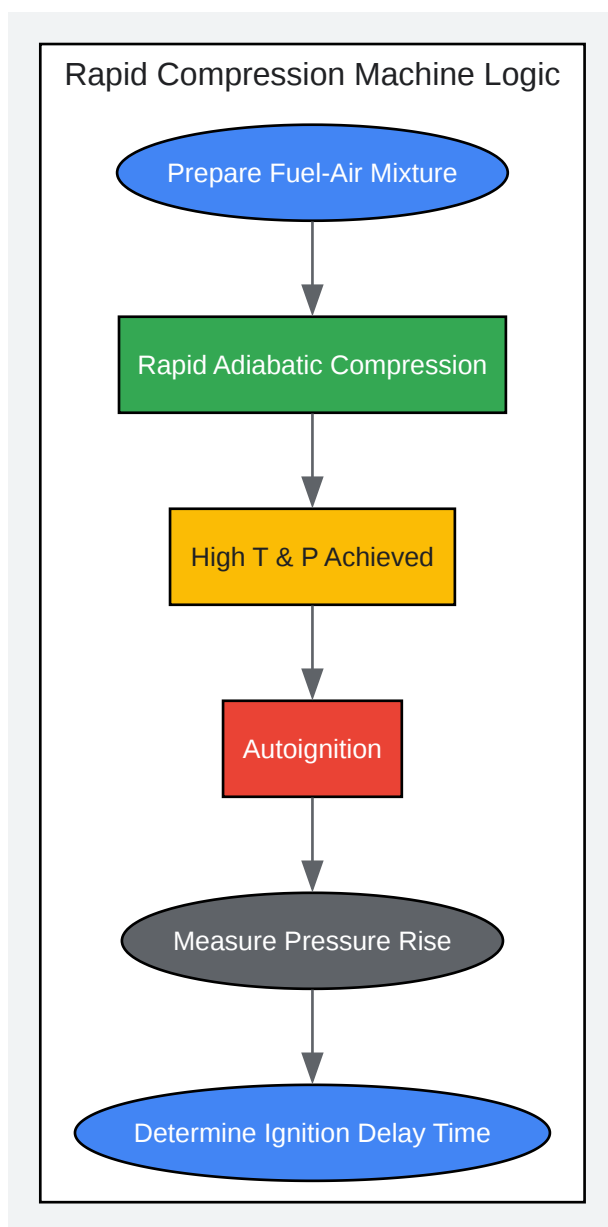 Rapid Compression Machine Logic
Prepare Fuel-Air Mixture
Rapid Adiabatic Compression
High T & P Achieved
Autoignition
Measure Pressure Rise
Determine Ignition Delay Time